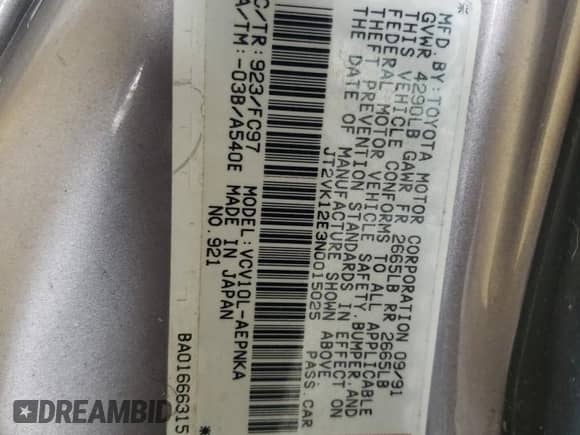 MFD BY: TOYOTA MOTOR CORPORATION 09/91
GVWR 4290LB GAWR FR 2665LB RR 2665LB
THIS VEHICLE CONFORMS TO ALL APPLICABLE
FEDERAL MOTOR VEHICLE SAFETY, BUMPER, AND
THEFT PREVENTION STANDARDS IN EFFECT ON
THE DATE OF MANUFACTURE SHOWN ABOVE.
JT2VK12E3N0015025 PASS.CAR
C/TR: 923/FC97 MODEL: VCV10L-AEPNKA
A/TM: -03B/A540E MADE IN JAPAN
NO.921
BA01666315
DREAMBID